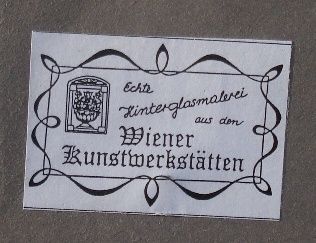 Echte
Hinterglasmalerei
aus den
Wiener
Kunstwerkstätten